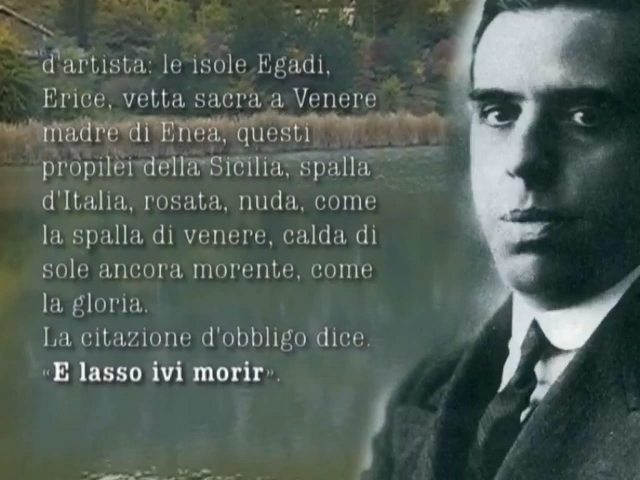 d'artista: le isole Egadi,
Erice, vetta sacra a Venere
madre di Enea, questi
propilei della Sicilia, spalla
d'Italia, rosata, nuda, come
la spalla di venere, calda di
sole ancora morente, come
la gloria.
La citazione d'obbligo dice.
«E lasso ivi morir».